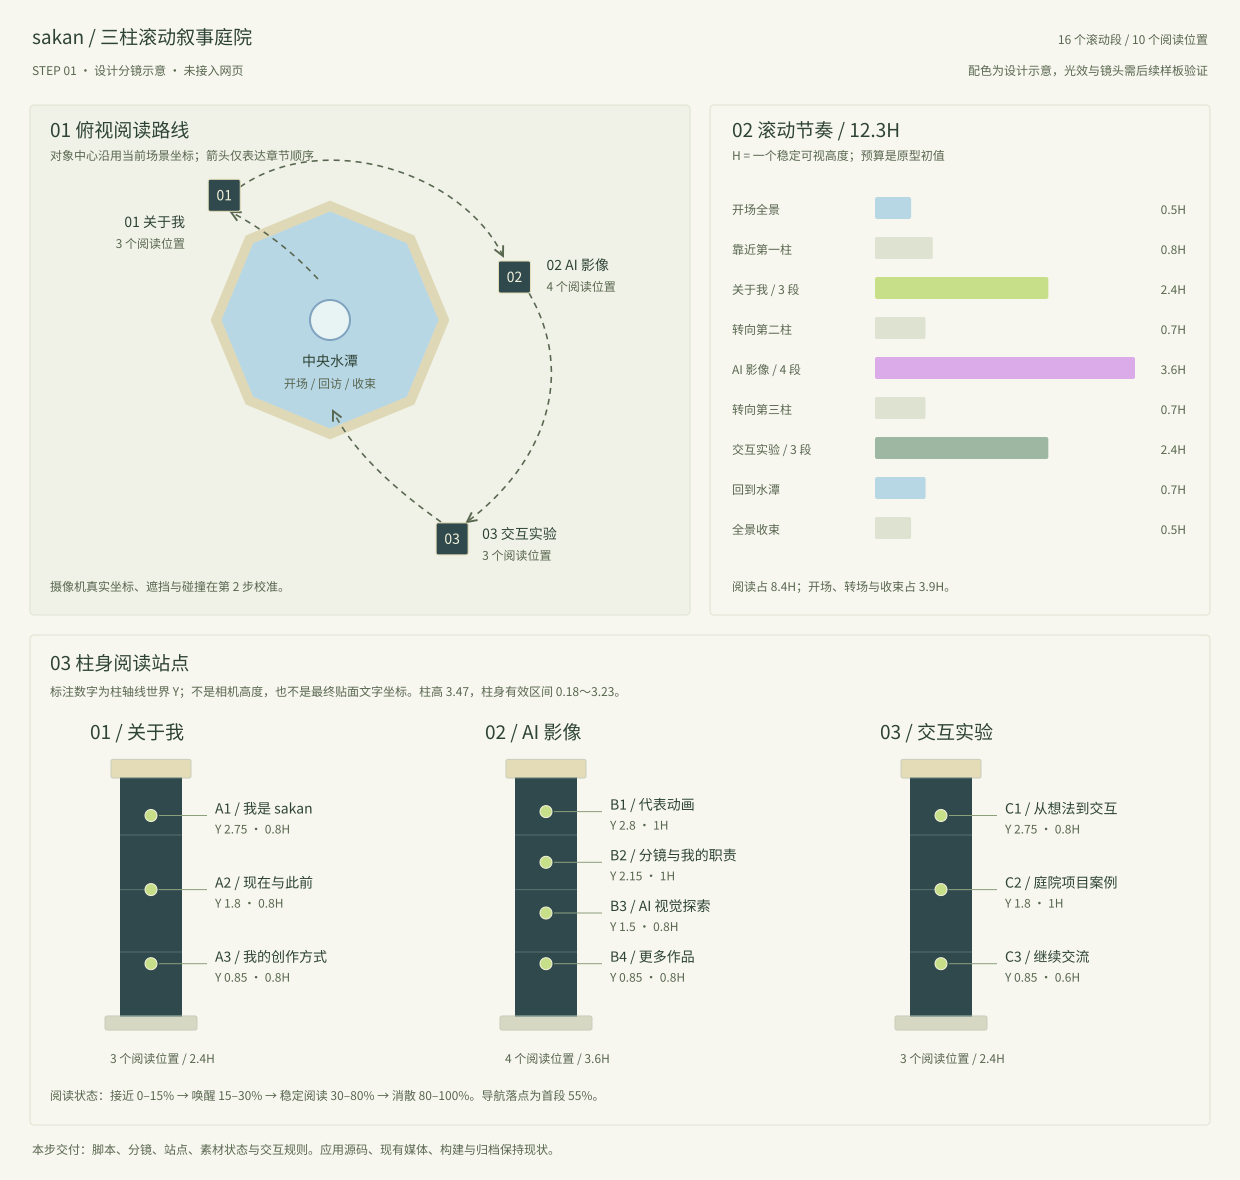 sakan / 三柱滚动叙事庭院
16 个滚动段 / 10 个阅读位置
STEP 01 · 设计分镜示意 · 未接入网页
配色为设计示意，光效与镜头需后续样板验证
01 俯视阅读路线
对象中心沿用当前场景坐标；箭头仅表达章节顺序
01
01 关于我
3 个阅读位置
02
02 AI 影像
4 个阅读位置
中央水潭
开场 / 回访 / 收束
03
03 交互实验
3 个阅读位置
摄像机真实坐标、遮挡与碰撞在第 2 步校准。
02 滚动节奏 / 12.3H
H = 一个稳定可视高度；预算是原型初值
开场全景 0.5H
靠近第一柱 0.8H
关于我 / 3 段 2.4H
转向第二柱 0.7H
AI 影像 / 4 段 3.6H
转向第三柱 0.7H
交互实验 / 3 段 2.4H
回到水潭 0.7H
全景收束 0.5H
阅读占 8.4H；开场、转场与收束占 3.9H。
03 柱身阅读站点
标注数字为柱轴线世界 Y；不是相机高度，也不是最终贴面文字坐标。柱高 3.47，柱身有效区间 0.18～3.23。
01 / 关于我
A1 / 我是 sakan
Y 2.75 · 0.8H
A2 / 现在与此前
Y 1.8 · 0.8H
A3 / 我的创作方式
Y 0.85 · 0.8H
3 个阅读位置 / 2.4H
02 / AI 影像
B1 / 代表动画
Y 2.8 · 1H
B2 / 分镜与我的职责
Y 2.15 · 1H
B3 / AI 视觉探索
Y 1.5 · 0.8H
B4 / 更多作品
Y 0.85 · 0.8H
4 个阅读位置 / 3.6H
03 / 交互实验
C1 / 从想法到交互
Y 2.75 · 0.8H
C2 / 庭院项目案例
Y 1.8 · 1H
C3 / 继续交流
Y 0.85 · 0.6H
3 个阅读位置 / 2.4H
阅读状态：接近 0–15% → 唤醒 15–30% → 稳定阅读 30–80% → 消散 80–100%。导航落点为首段 55%。
本步交付：脚本、分镜、站点、素材状态与交互规则。应用源码、现有媒体、构建与归档保持现状。